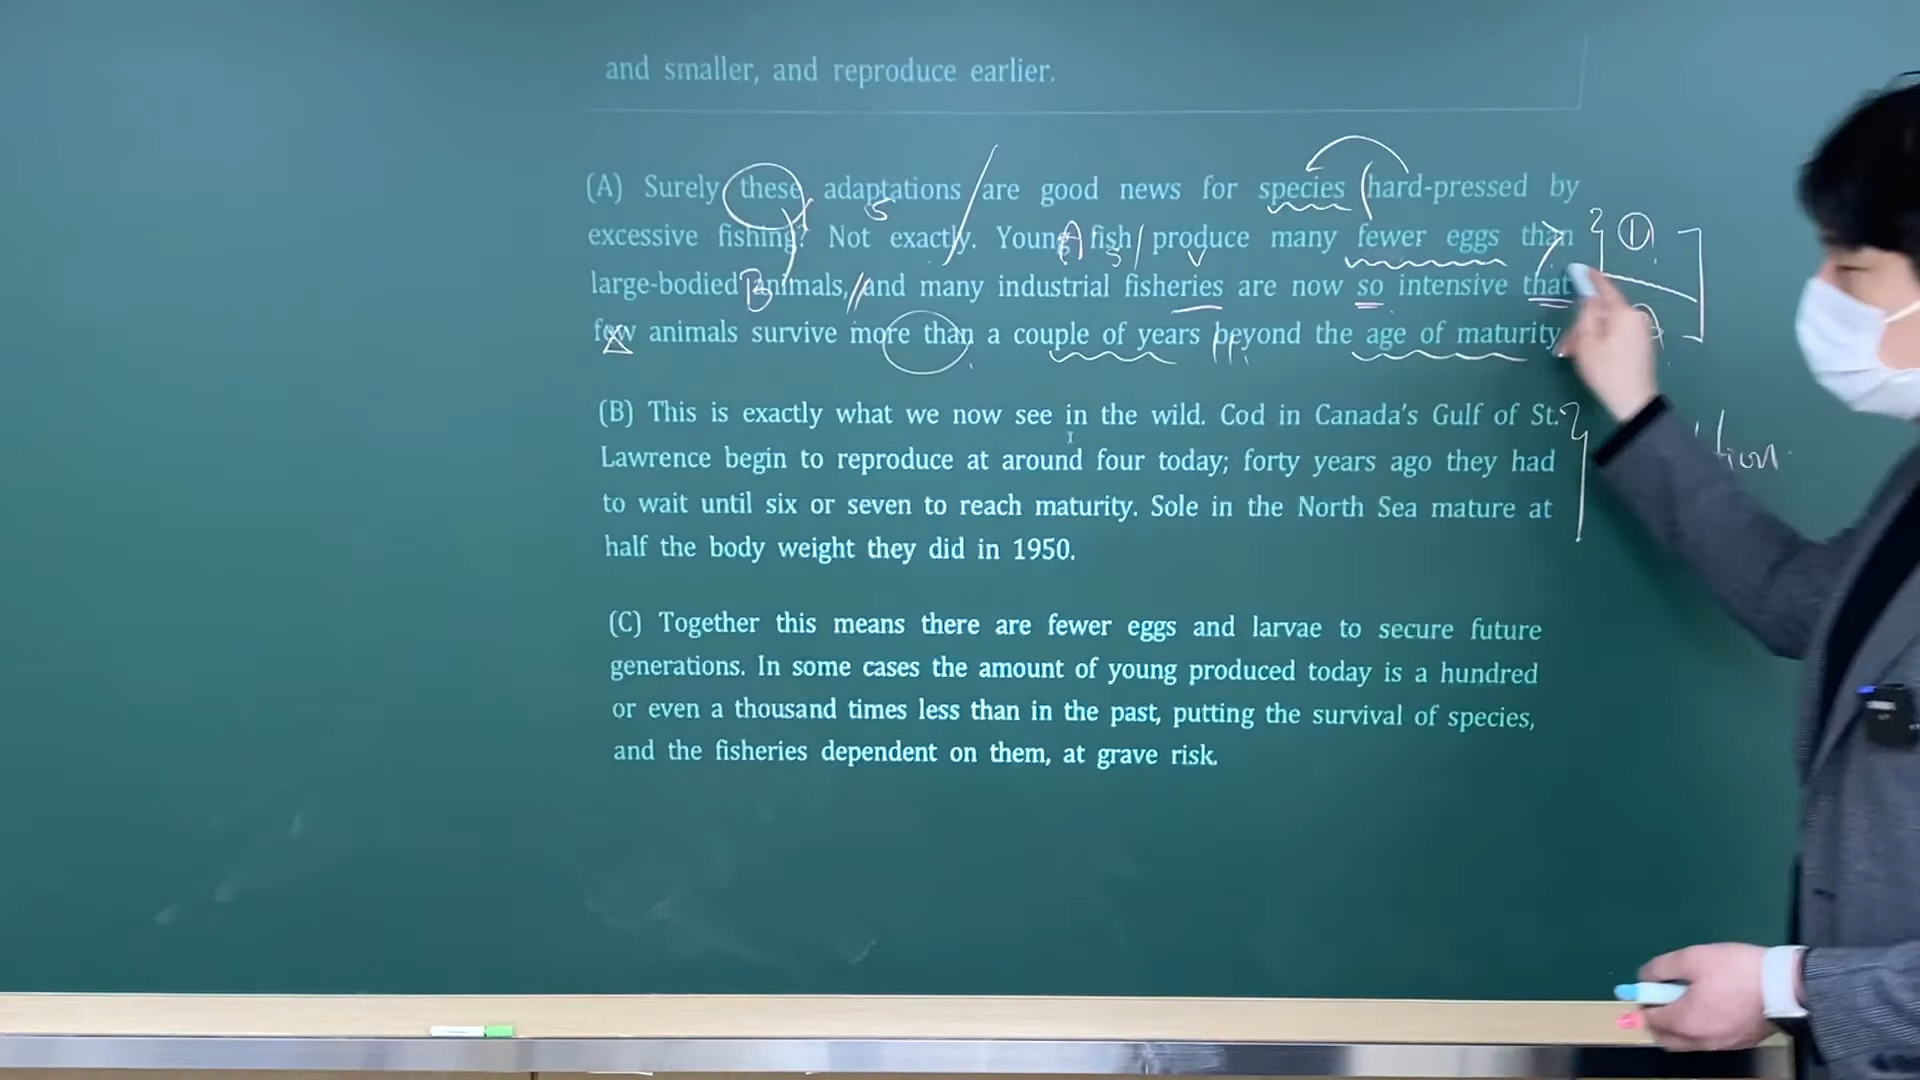 and smaller, and reproduce earlier.
(A) Surely these adaptations are good news for species hard-pressed by
excessive fishing? Not exactly. Young fish produce many fewer eggs than
large-bodied animals, and many industrial fisheries are now so intensive that
few animals survive more than a couple of years beyond the age of maturity
(B) This is exactly what we now see in the wild. Cod in Canada's Gulf of St.
Lawrence begin to reproduce at around four today; forty years ago they had
to wait until six or seven to reach maturity. Sole in the North Sea mature at
half the body weight they did in 1950.
(C) Together this means there are fewer eggs and larvae to secure future
generations. In some cases the amount of young produced today is a hundred
or even a thousand times less than in the past, putting the survival of species,
and the fisheries dependent on them, at grave risk.
S
A
S
V
①
B